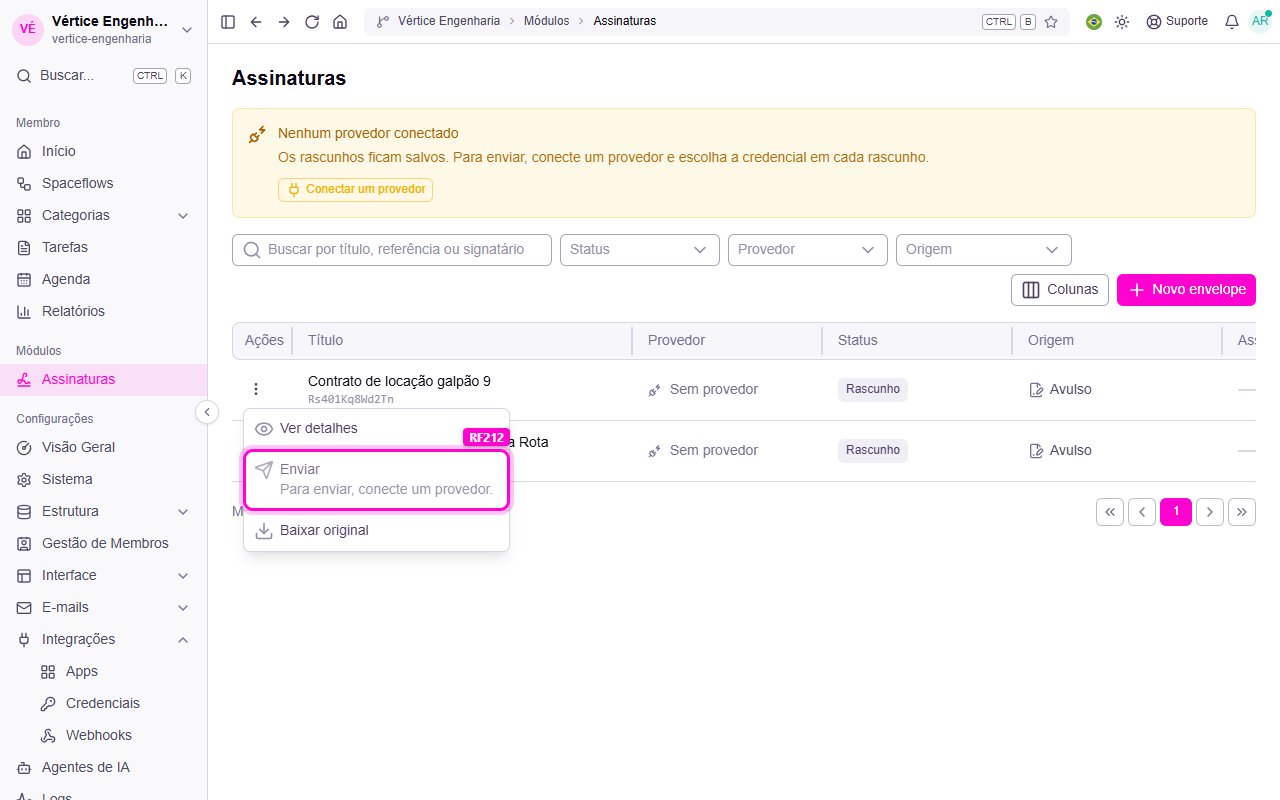 VÉ
Vértice Engenh...
vertice-engenharia
Buscar...
CTRL
K
Membro
Início
Spaceflows
Categorias
Tarefas
Agenda
Relatórios
Módulos
Assinaturas
Configurações
Visão Geral
Sistema
Estrutura
Gestão de Membros
Interface
E-mails
Integrações
Apps
Credenciais
Webhooks
Agentes de IA
Logs
Vértice Engenharia
Módulos
Assinaturas
CTRL
B
Suporte
AR
Assinaturas
Nenhum provedor conectado
Os rascunhos ficam salvos. Para enviar, conecte um provedor e escolha a credencial em cada rascunho.
Conectar um provedor
Buscar por título, referência ou signatário
Status
Provedor
Origem
Colunas
Novo envelope
Ações
Título
Provedor
Status
Origem
Contrato de locação galpão 9
Rs401Kq8Wd2Tn
Sem provedor
Rascunho
Avulso
—
Rota
Sem provedor
Rascunho
Avulso
—
Ver detalhes
RF212
Enviar
Para enviar, conecte um provedor.
Baixar original
1